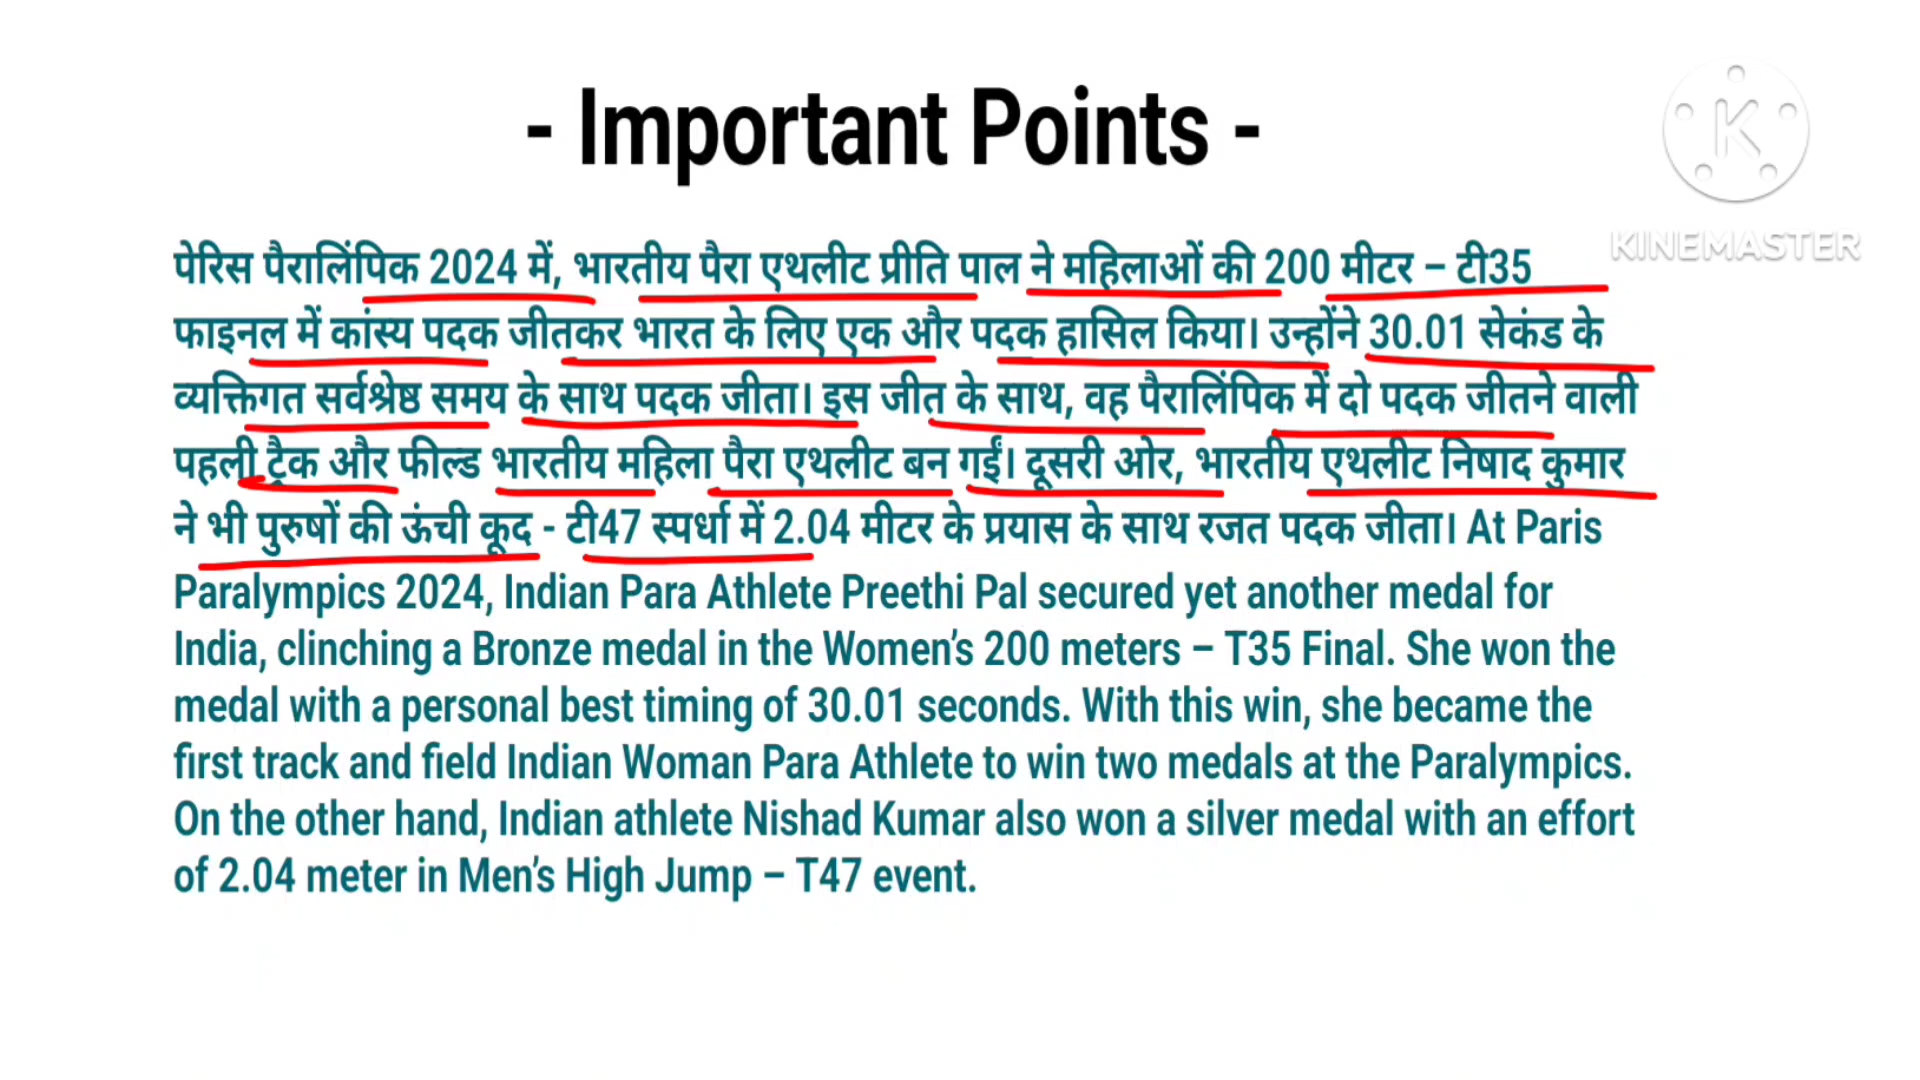 - Important Points -
KINEMASTER
पेरिस पैरालिंपिक 2024 में, भारतीय पैरा एथलीट प्रीति पाल ने महिलाओं की 200 मीटर – टी35
फाइनल में कांस्य पदक जीतकर भारत के लिए एक और पदक हासिल किया। उन्होंने 30.01 सेकंड के
व्यक्तिगत सर्वश्रेष्ठ समय के साथ पदक जीता। इस जीत के साथ, वह पैरालिंपिक में दो पदक जीतने वाली
पहली ट्रैक और फील्ड भारतीय महिला पैरा एथलीट बन गईं। दूसरी ओर, भारतीय एथलीट निषाद कुमार
ने भी पुरुषों की ऊंची कूद - टी47 स्पर्धा में 2.04 मीटर के प्रयास के साथ रजत पदक जीता। At Paris
Paralympics 2024, Indian Para Athlete Preethi Pal secured yet another medal for
India, clinching a Bronze medal in the Women’s 200 meters – T35 Final. She won the
medal with a personal best timing of 30.01 seconds. With this win, she became the
first track and field Indian Woman Para Athlete to win two medals at the Paralympics.
On the other hand, Indian athlete Nishad Kumar also won a silver medal with an effort
of 2.04 meter in Men’s High Jump – T47 event.